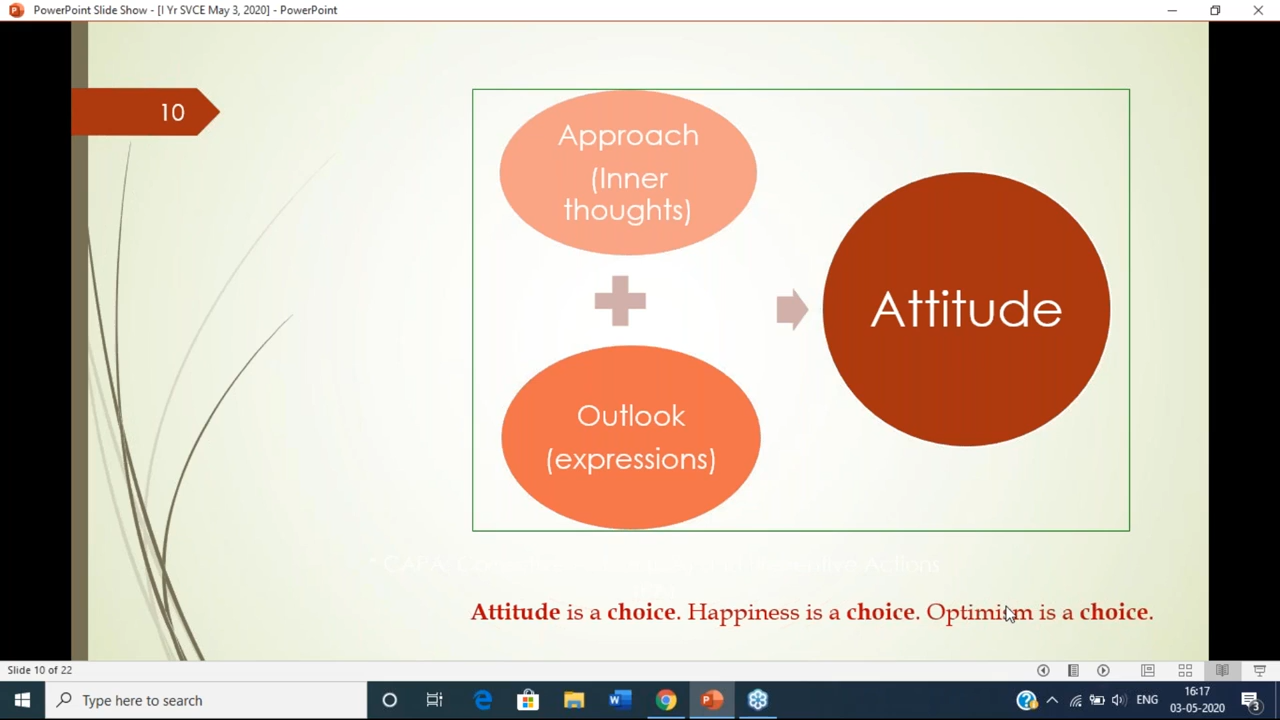 PowerPoint Slide Show - [I Yr SVCE May 3, 2020] - PowerPoint
10
Approach
(Inner
thoughts)
Outlook
(expressions)
Attitude
Attitude is a choice. Happiness is a choice. Optimism is a choice.
Slide 10 of 22
Type here to search
ENG
16:17
03-05-2020
3